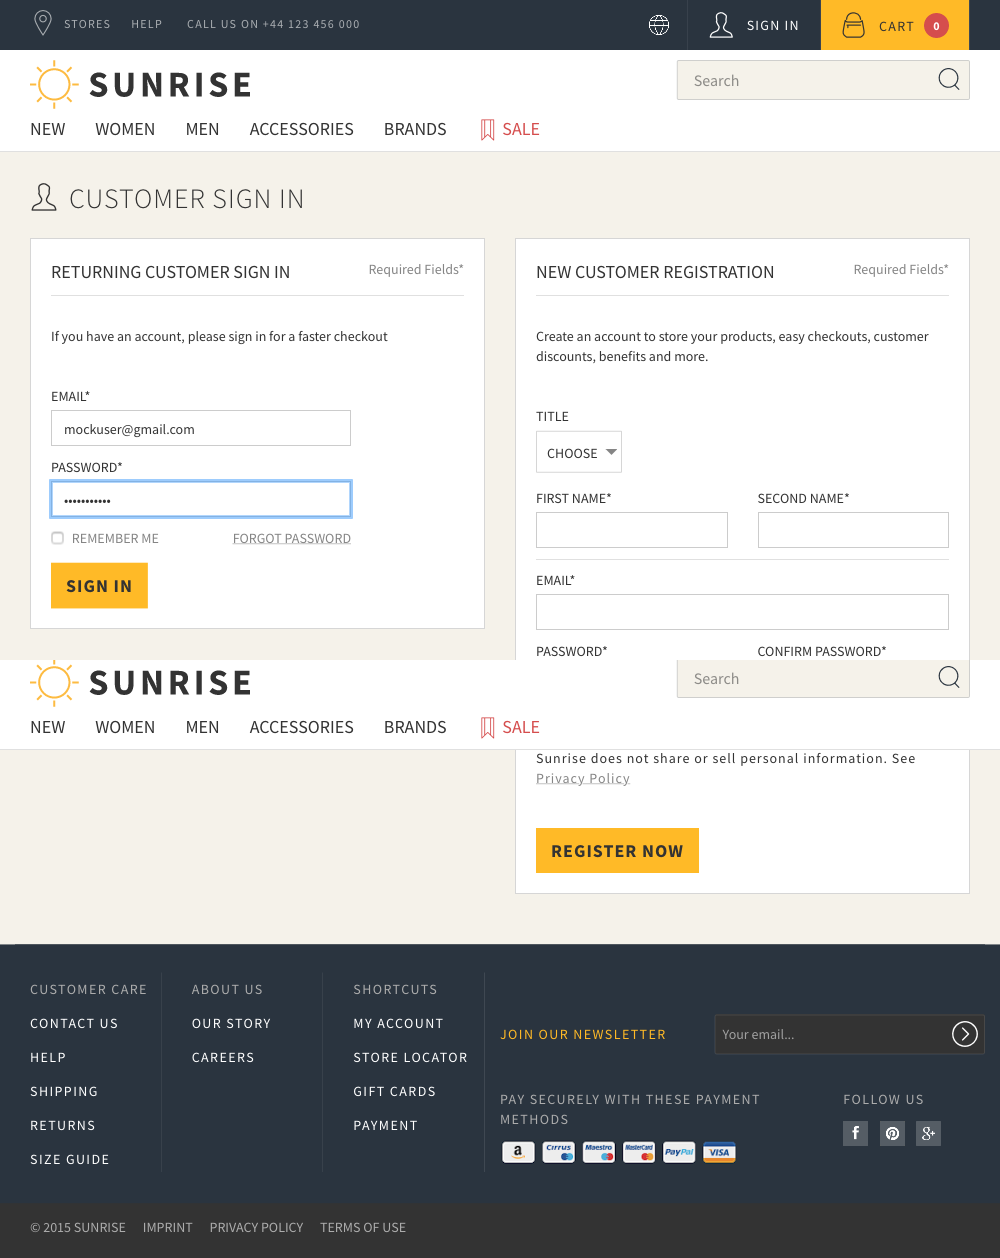 STORES HELP CALL US ON +44 123 456 000 SIGN IN CART 0
SUNRISE
Search
NEW WOMEN MEN ACCESSORIES BRANDS SALE
CUSTOMER SIGN IN
RETURNING CUSTOMER SIGN IN Required Fields*
If you have an account, please sign in for a faster checkout
EMAIL*
mockuser@gmail.com
PASSWORD*
•••••••••••
REMEMBER ME FORGOT PASSWORD
SIGN IN
NEW CUSTOMER REGISTRATION Required Fields*
Create an account to store your products, easy checkouts, customer
discounts, benefits and more.
TITLE
CHOOSE
FIRST NAME* SECOND NAME*
EMAIL*
PASSWORD* CONFIRM PASSWORD*
SUNRISE
Search
NEW WOMEN MEN ACCESSORIES BRANDS SALE
Sunrise does not share or sell personal information. See
Privacy Policy
REGISTER NOW
CUSTOMER CARE
CONTACT US
HELP
SHIPPING
RETURNS
SIZE GUIDE
ABOUT US
OUR STORY
CAREERS
SHORTCUTS
MY ACCOUNT
STORE LOCATOR
GIFT CARDS
PAYMENT
JOIN OUR NEWSLETTER Your email...
PAY SECURELY WITH THESE PAYMENT
METHODS
a Cirrus Maestro MasterCard PayPal VISA
FOLLOW US
f g+
© 2015 SUNRISE IMPRINT PRIVACY POLICY TERMS OF USE